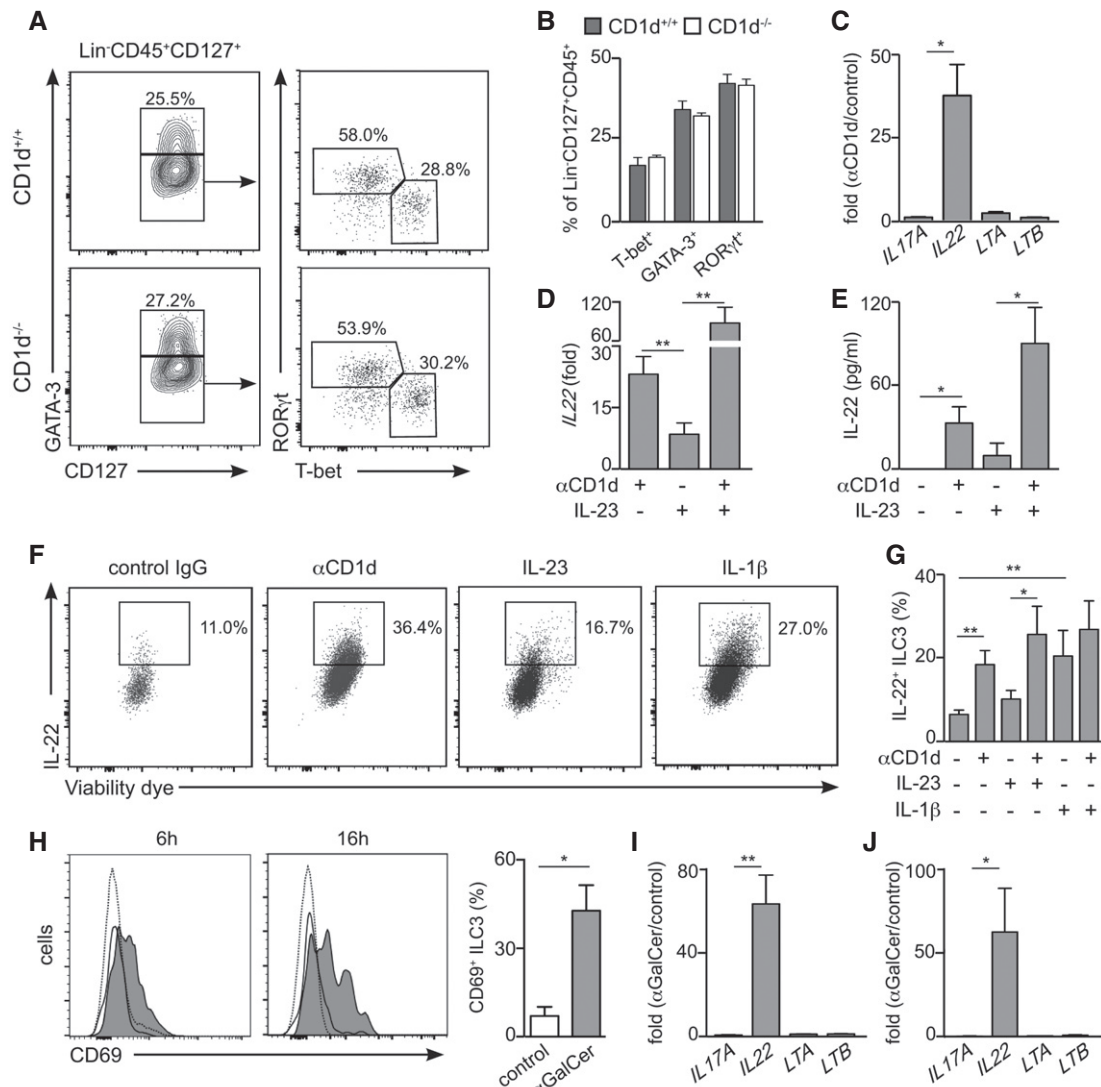 A
Lin⁻CD45⁺CD127⁺
CD1d⁺/⁺
25.5%
58.0%
28.8%
CD1d⁻/⁻
27.2%
53.9%
30.2%
GATA-3
CD127
RORγt
T-bet
B
CD1d⁺/⁺
CD1d⁻/⁻
% of Lin⁻CD127⁺CD45⁺
50
25
0
T-bet⁺
GATA-3⁺
RORγt⁺
C
fold (αCD1d/control)
50
25
0
*
IL17A
IL22
LTA
LTB
D
IL22 (fold)
120
60
30
15
0
**
**
αCD1d + - +
IL-23 - + +
E
IL-22 (pg/ml)
120
60
0
*
*
αCD1d - + - +
IL-23 - - + +
F
control IgG
αCD1d
IL-23
IL-1β
11.0%
36.4%
16.7%
27.0%
IL-22
Viability dye
G
IL-22⁺ ILC3 (%)
40
20
0
**
**
*
αCD1d - + - + - +
IL-23 - - + + - -
IL-1β - - - - + +
H
6h
16h
cells
CD69
CD69⁺ ILC3 (%)
60
30
0
*
control
αGalCer
I
fold (αGalCer/control)
80
40
0
**
IL17A
IL22
LTA
LTB
J
fold (αGalCer/control)
100
50
0
*
IL17A
IL22
LTA
LTB